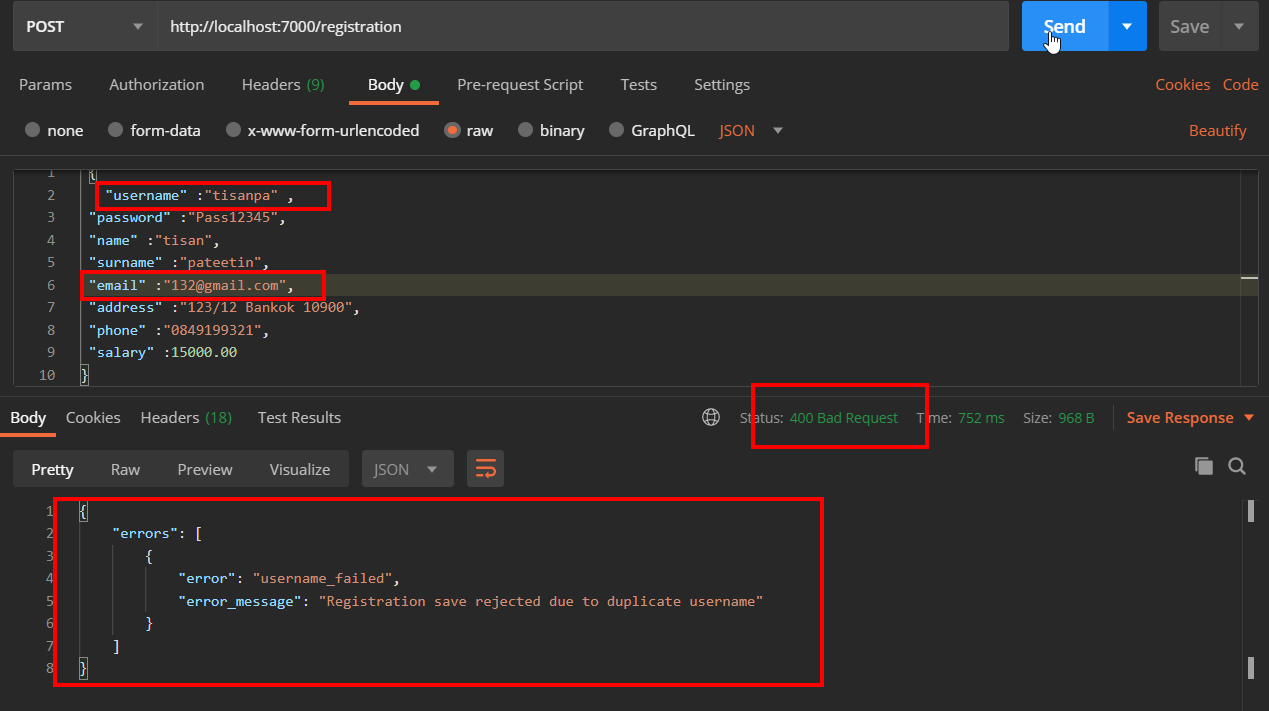 POST http://localhost:7000/registration Send Save
Params Authorization Headers (9) Body Pre-request Script Tests Settings Cookies Code
none form-data x-www-form-urlencoded raw binary GraphQL JSON Beautify
1 {
2 "username" :"tisanpa" ,
3 "password" :"Pass12345",
4 "name" :"tisan",
5 "surname" :"pateetin",
6 "email" :"132@gmail.com",
7 "address" :"123/12 Bankok 10900",
8 "phone" :"0849199321",
9 "salary" :15000.00
10 }
Body Cookies Headers (18) Test Results Status: 400 Bad Request Time: 752 ms Size: 968 B Save Response
Pretty Raw Preview Visualize JSON
1 {
2 "errors": [
3 {
4 "error": "username_failed",
5 "error_message": "Registration save rejected due to duplicate username"
6 }
7 ]
8 }